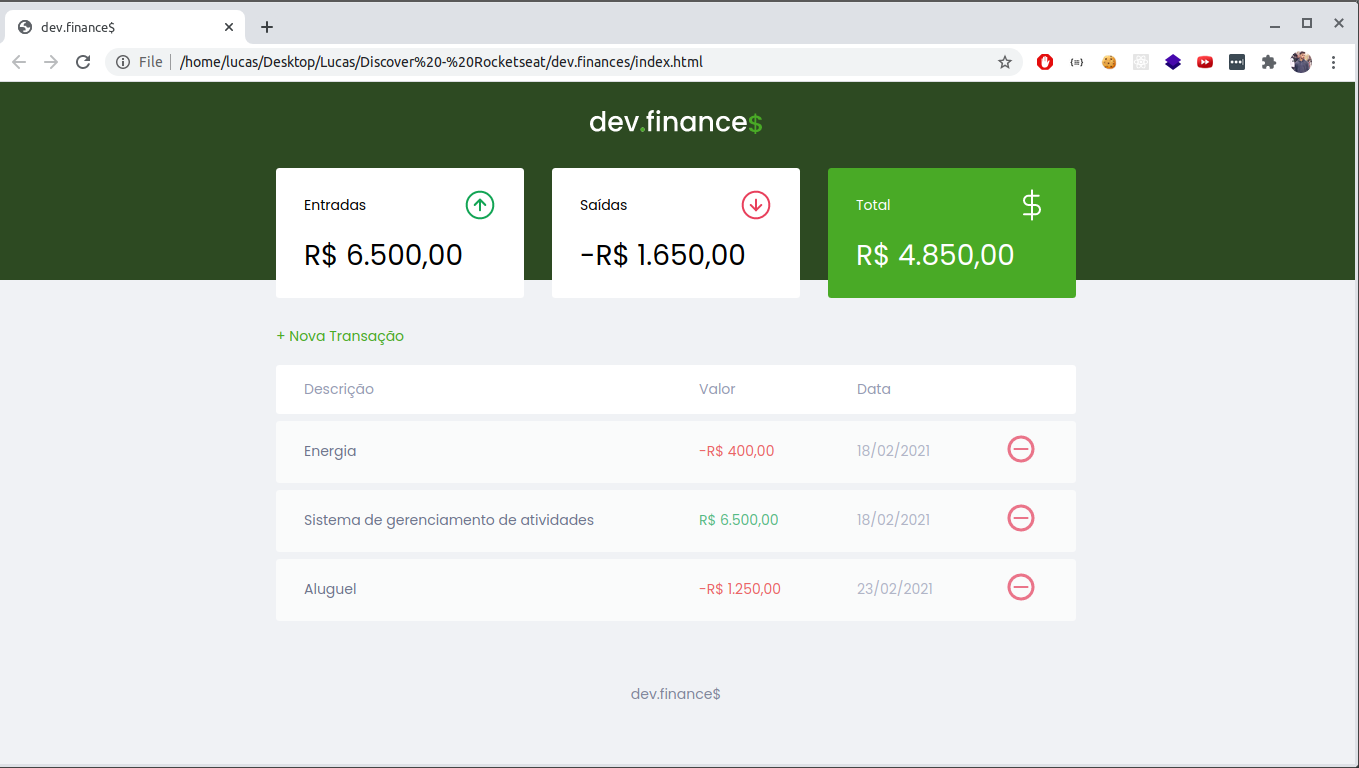 dev.finance$
File /home/lucas/Desktop/Lucas/Discover%20-%20Rocketseat/dev.finances/index.html
dev.finance$
Entradas
R$ 6.500,00
Saídas
-R$ 1.650,00
Total
R$ 4.850,00
+ Nova Transação
Descrição Valor Data
Energia -R$ 400,00 18/02/2021
Sistema de gerenciamento de atividades R$ 6.500,00 18/02/2021
Aluguel -R$ 1.250,00 23/02/2021
dev.finance$